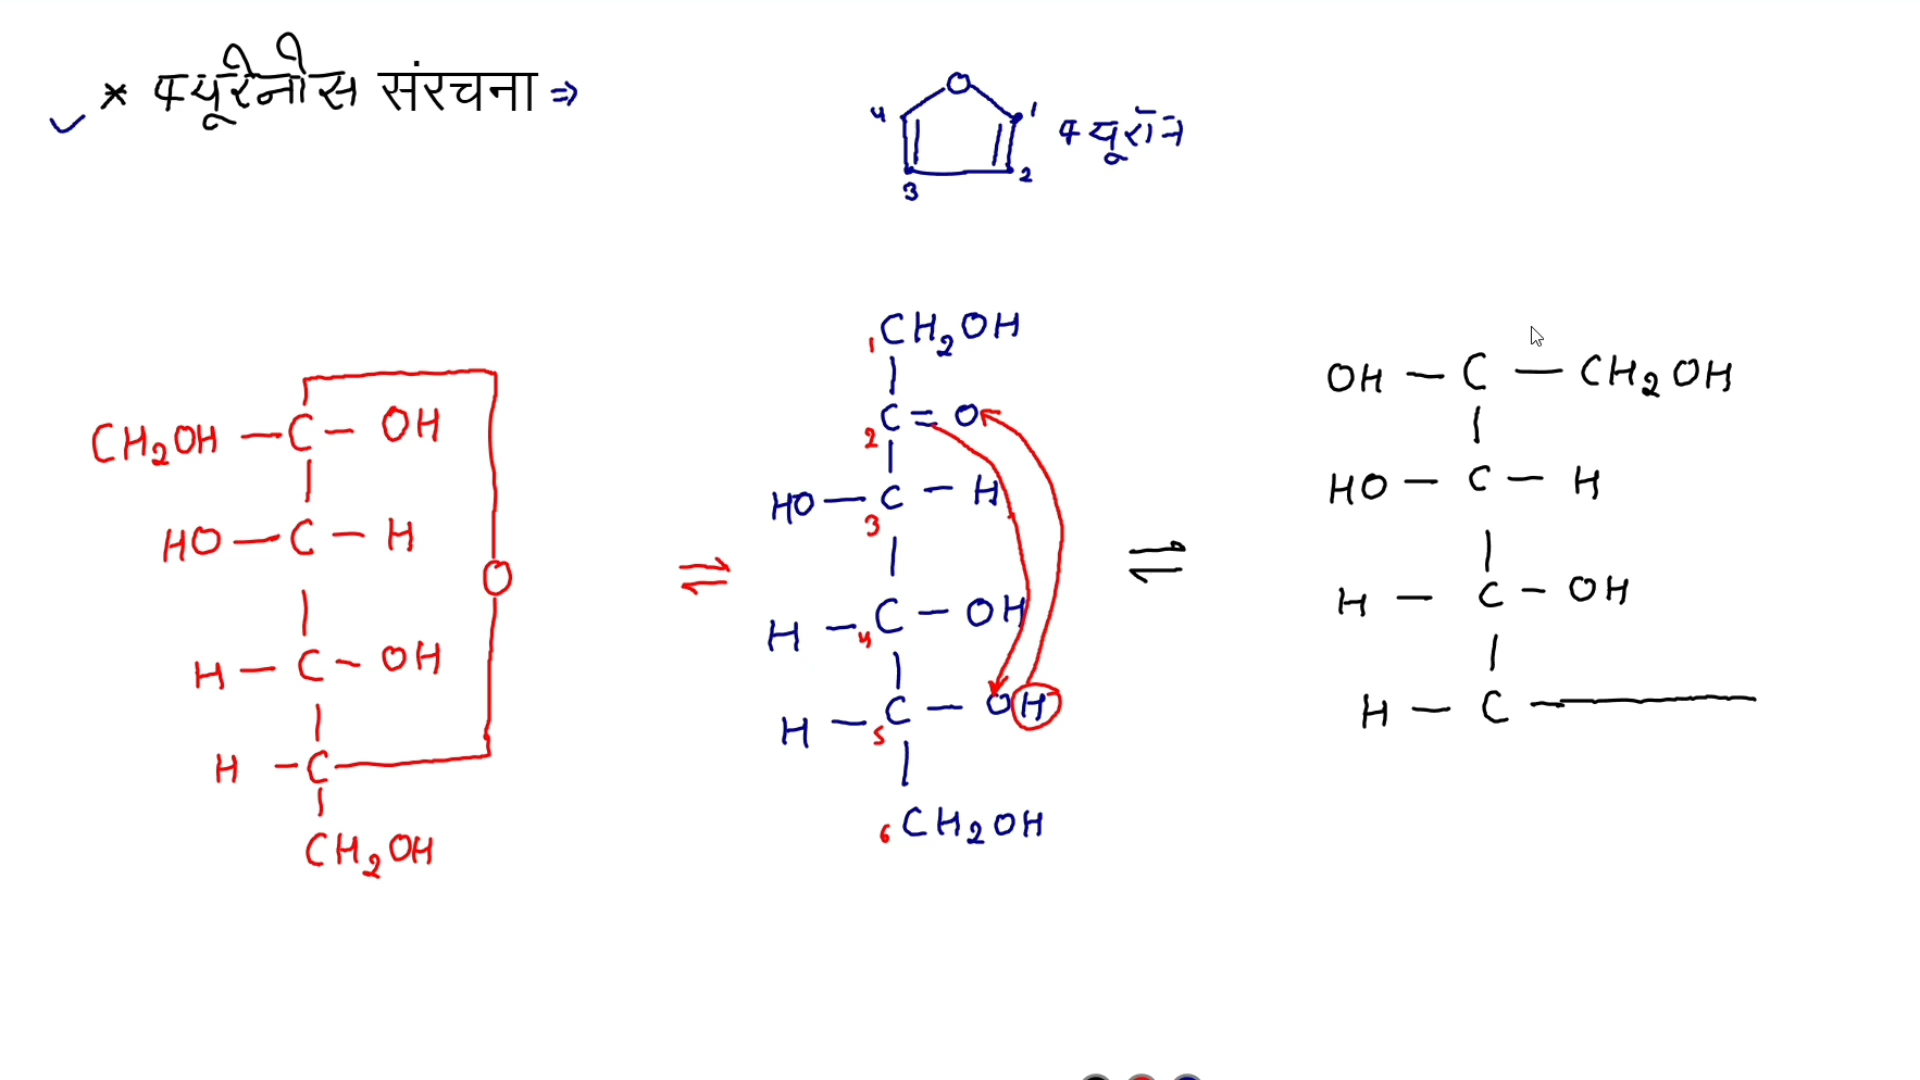 * फ्यूरेनोस संरचना ⇒
O
4 1 फ्यूरॉन
3 2
CH2OH — C — OH
HO — C — H
O
H — C — OH
H — C
CH2OH
⇌
1 CH2OH
2 C = O
HO — C — H
3
H — C — OH
4
H — C — OH
5
6 CH2OH
⇌
OH — C — CH2OH
HO — C — H
H — C — OH
H — C —